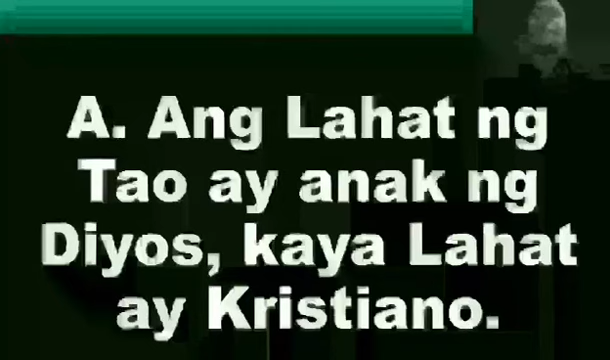 A. Ang Lahat ng
Tao ay anak ng
Diyos, kaya Lahat
ay Kristiano.